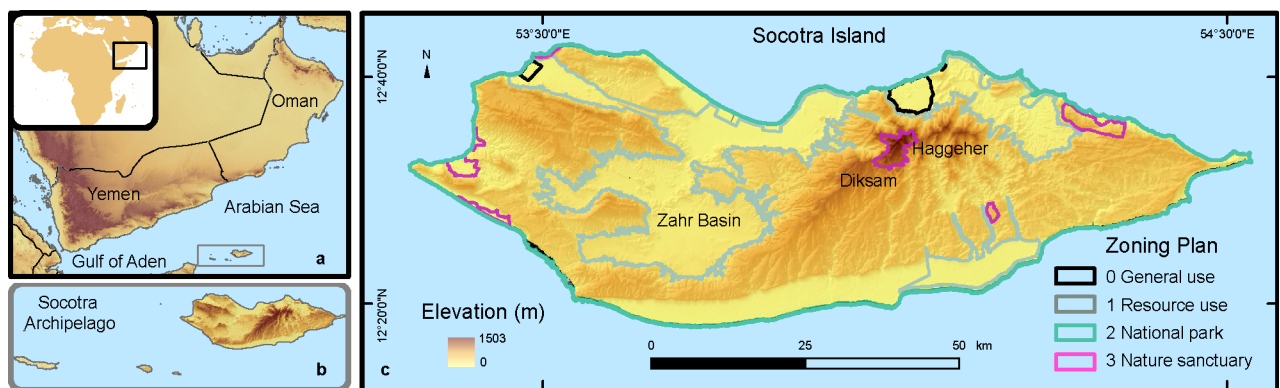 Oman
Yemen
Arabian Sea
Gulf of Aden
a
Socotra
Archipelago
b
53°30'0"E
Socotra Island
54°30'0"E
N
12°40'0"N
Haggeher
Diksam
Zahr Basin
12°20'0"N
Elevation (m)
1503
0
0
25
50
km
c
Zoning Plan
0 General use
1 Resource use
2 National park
3 Nature sanctuary